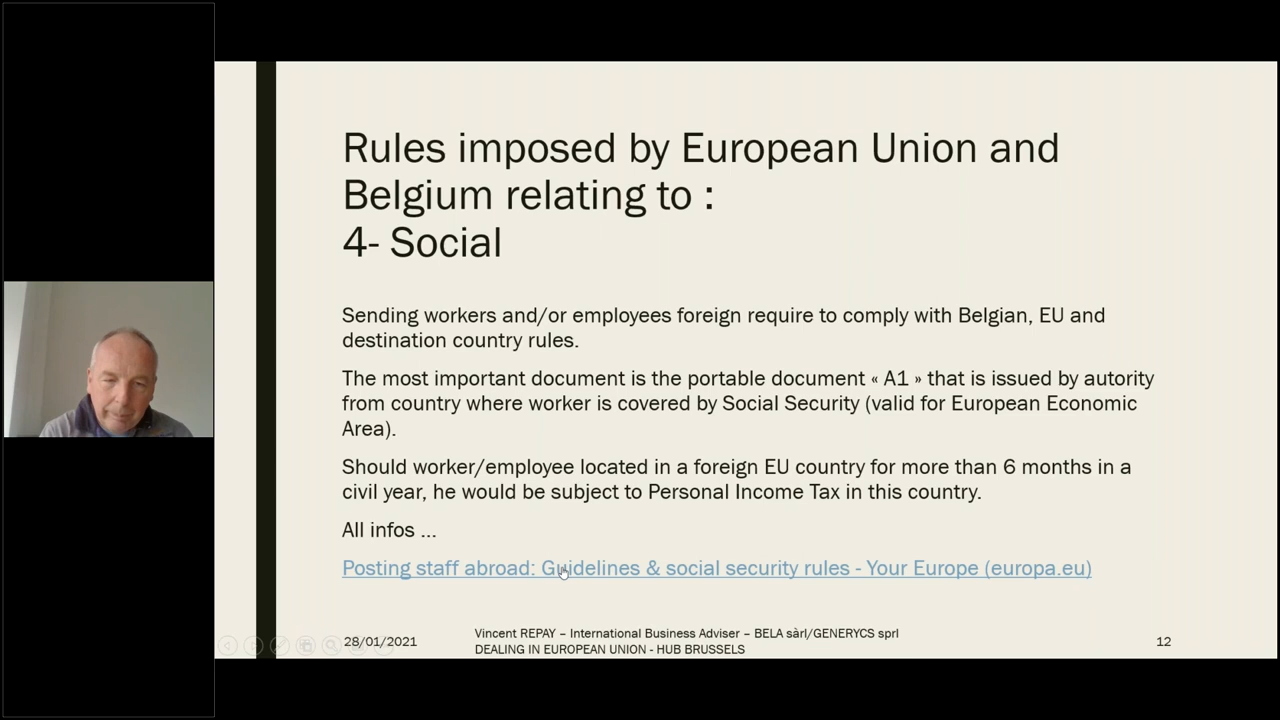 Rules imposed by European Union and
Belgium relating to :
4- Social
Sending workers and/or employees foreign require to comply with Belgian, EU and
destination country rules.
The most important document is the portable document « A1 » that is issued by autority
from country where worker is covered by Social Security (valid for European Economic
Area).
Should worker/employee located in a foreign EU country for more than 6 months in a
civil year, he would be subject to Personal Income Tax in this country.
All infos ...
Posting staff abroad: Guidelines & social security rules - Your Europe (europa.eu)
28/01/2021
Vincent REPAY – International Business Adviser – BELA sàrl/GENERYCS sprl
DEALING IN EUROPEAN UNION - HUB BRUSSELS
12